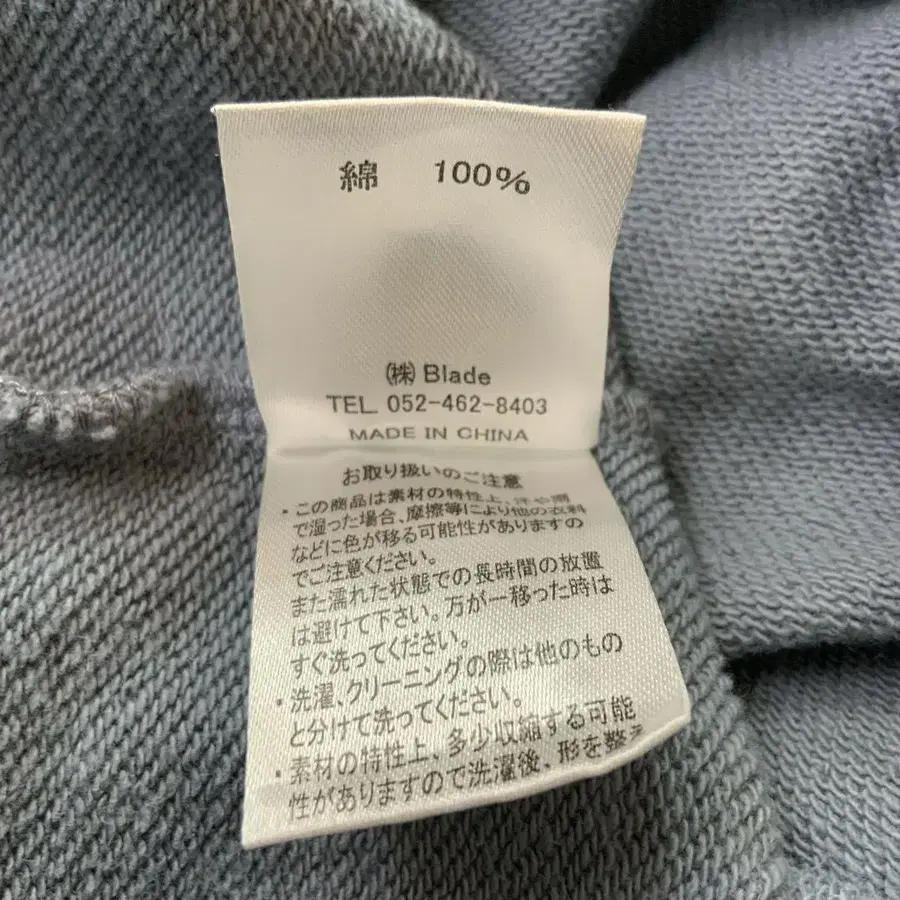 綿 100%
㈱ Blade
TEL. 052-462-8403
MADE IN CHINA
お取り扱いのご注意
・この商品は素材の特性上、汗や雨
で湿った場合、摩擦等により他の衣料
などに色が移る可能性がありますの
でご注意ください。
また濡れた状態での長時間の放置
は避けて下さい。万が一移った時は
すぐ洗ってください。
・洗濯、クリーニングの際は他のもの
と分けて洗ってください。
・素材の特性上、多少収縮する可能
性がありますので洗濯後、形を整え